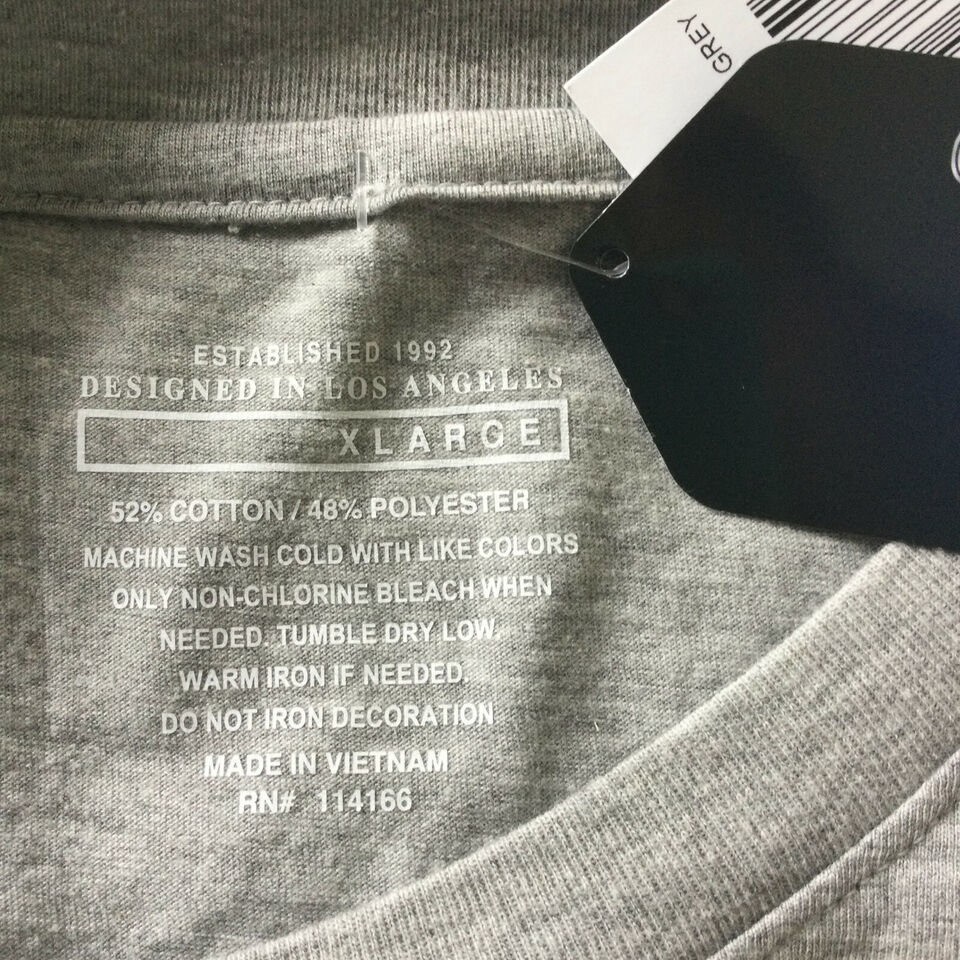 GREY
ESTABLISHED 1992
DESIGNED IN LOS ANGELES
XLARGE
52% COTTON / 48% POLYESTER
MACHINE WASH COLD WITH LIKE COLORS
ONLY NON-CHLORINE BLEACH WHEN
NEEDED. TUMBLE DRY LOW.
WARM IRON IF NEEDED.
DO NOT IRON DECORATION
MADE IN VIETNAM
RN# 114166